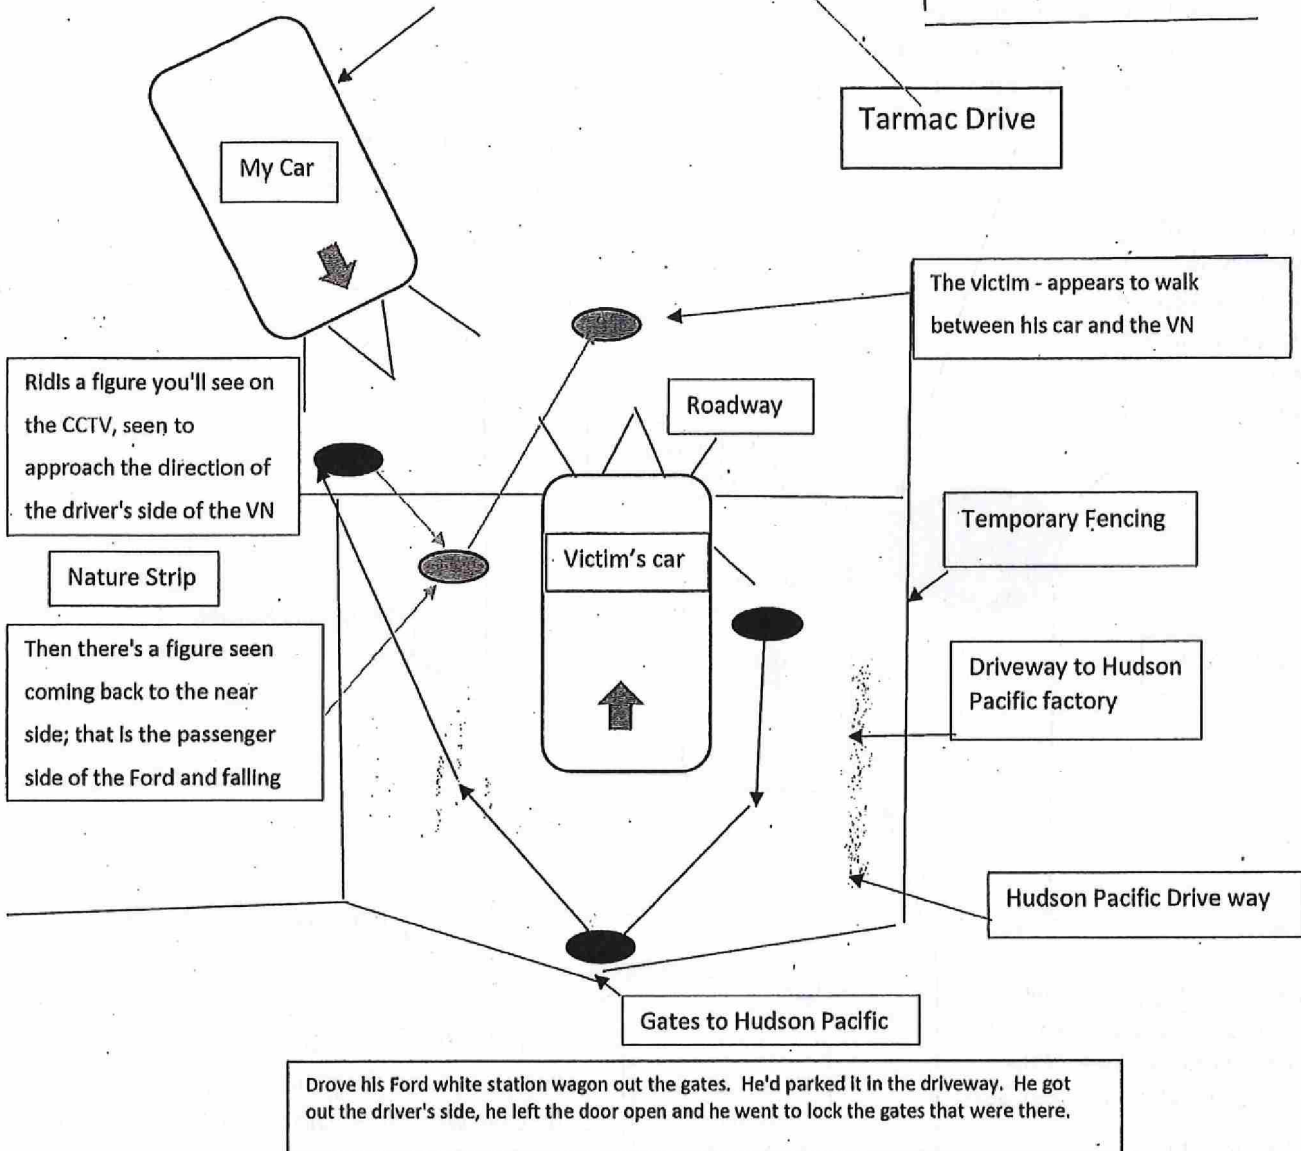 Tarmac Drive
My Car
The victim - appears to walk
between his car and the VN
Ridis a figure you'll see on
the CCTV, seen to
approach the direction of
the driver's side of the VN
Roadway
Temporary Fencing
Victim's car
Nature Strip
Then there's a figure seen
coming back to the near
side; that is the passenger
side of the Ford and falling
Driveway to Hudson
Pacific factory
Hudson Pacific Drive way
Gates to Hudson Pacific
Drove his Ford white station wagon out the gates. He'd parked it in the driveway. He got
out the driver's side, he left the door open and he went to lock the gates that were there.